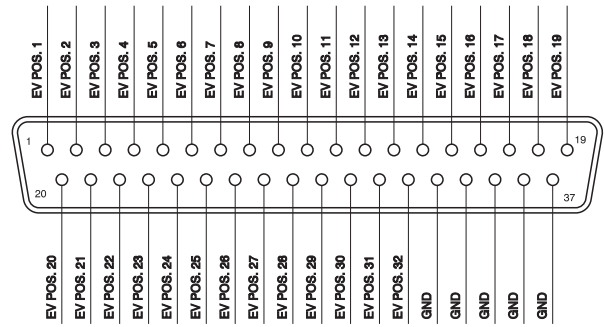 EV POS. 1
EV POS. 2
EV POS. 3
EV POS. 4
EV POS. 5
EV POS. 6
EV POS. 7
EV POS. 8
EV POS. 9
EV POS. 10
EV POS. 11
EV POS. 12
EV POS. 13
EV POS. 14
EV POS. 15
EV POS. 16
EV POS. 17
EV POS. 18
EV POS. 19
1
19
20
37
EV POS. 20
EV POS. 21
EV POS. 22
EV POS. 23
EV POS. 24
EV POS. 25
EV POS. 26
EV POS. 27
EV POS. 28
EV POS. 29
EV POS. 30
EV POS. 31
EV POS. 32
GND
GND
GND
GND
GND